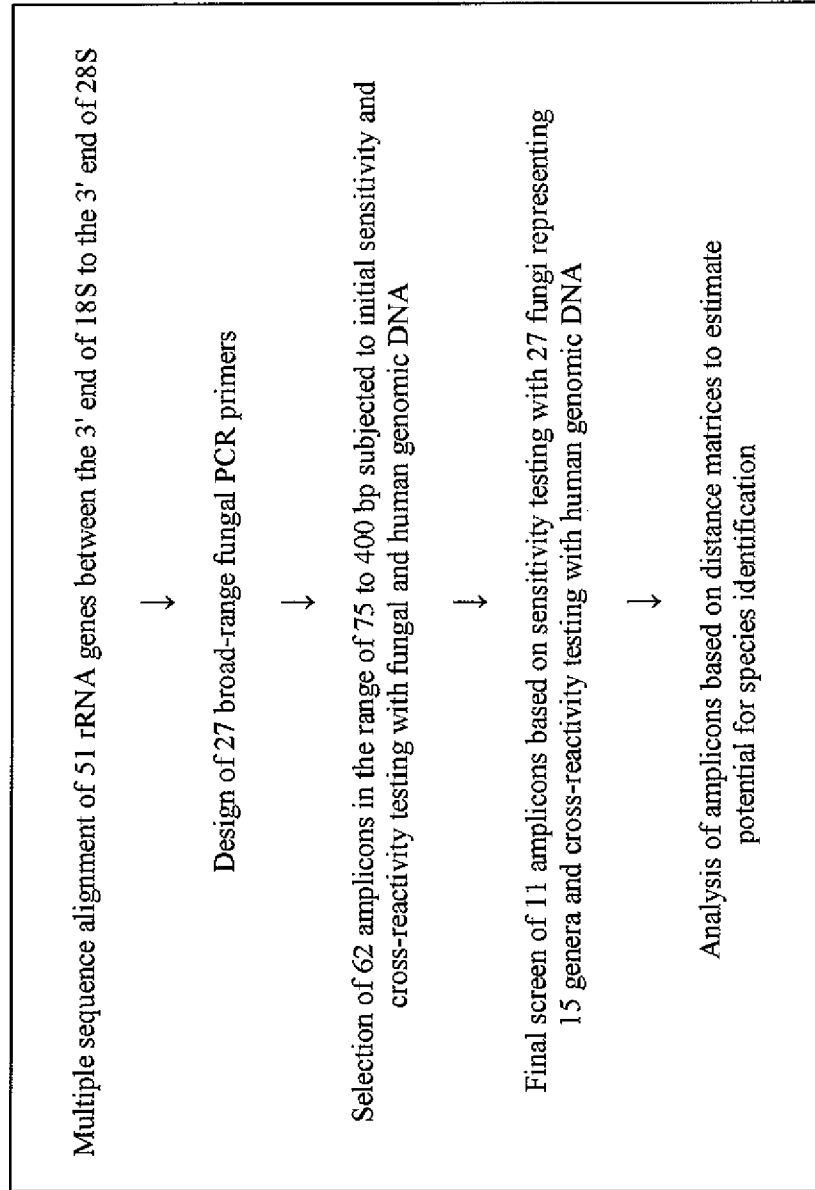 Multiple sequence alignment of 51 rRNA genes between the 3' end of 18S to the 3' end of 28S
↓
Design of 27 broad-range fungal PCR primers
↓
Selection of 62 amplicons in the range of 75 to 400 bp subjected to initial sensitivity and
cross-reactivity testing with fungal and human genomic DNA
↓
Final screen of 11 amplicons based on sensitivity testing with 27 fungi representing
15 genera and cross-reactivity testing with human genomic DNA
↓
Analysis of amplicons based on distance matrices to estimate
potential for species identification